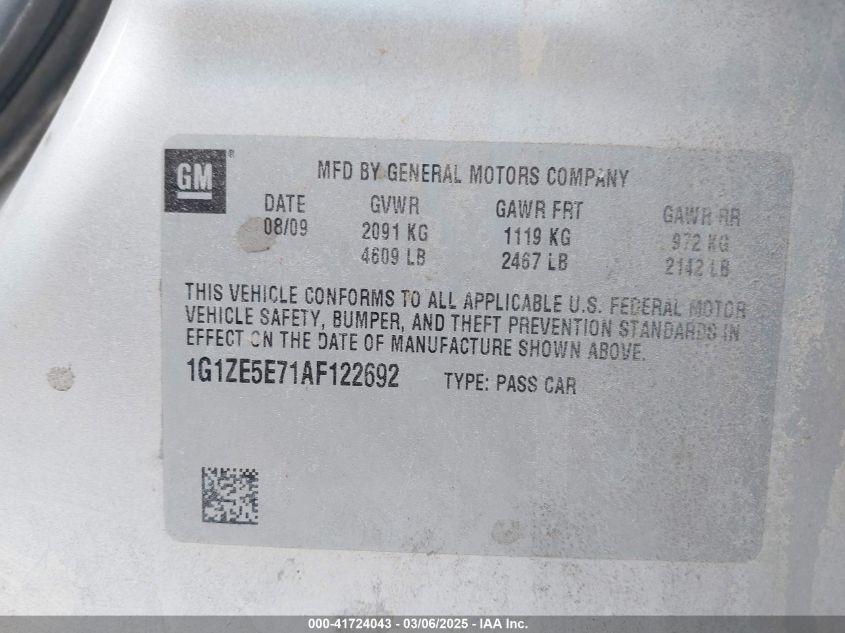 GM®
MFD BY GENERAL MOTORS COMPANY
DATE GVWR GAWR FRT GAWR RR
08/09 2091 KG 1119 KG 972 KG
4609 LB 2467 LB 2142 LB
THIS VEHICLE CONFORMS TO ALL APPLICABLE U.S. FEDERAL MOTOR
VEHICLE SAFETY, BUMPER, AND THEFT PREVENTION STANDARDS IN
EFFECT ON THE DATE OF MANUFACTURE SHOWN ABOVE.
1G1ZE5E71AF122692 TYPE: PASS CAR
000-41724043 - 03/06/2025 - IAA Inc.